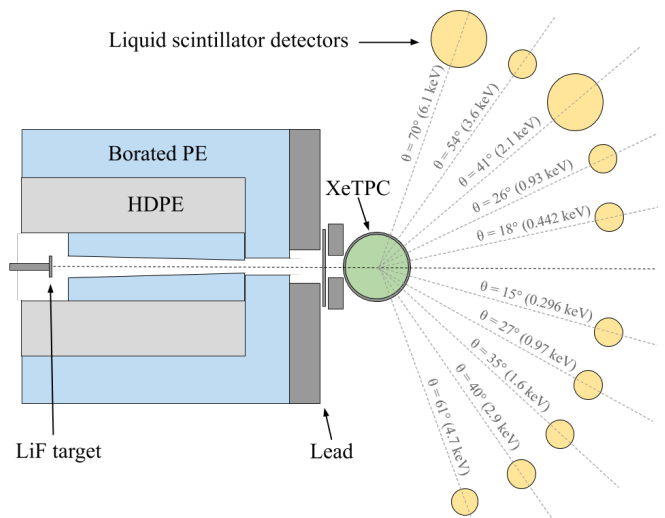 Liquid scintillator detectors
θ = 70° (6.1 keV)
θ = 54° (3.6 keV)
θ = 41° (2.1 keV)
θ = 26° (0.93 keV)
θ = 18° (0.442 keV)
Borated PE
HDPE
XeTPC
θ = 15° (0.296 keV)
θ = 27° (0.97 keV)
θ = 35° (1.6 keV)
θ = 40° (2.9 keV)
θ = 61° (4.7 keV)
LiF target
Lead